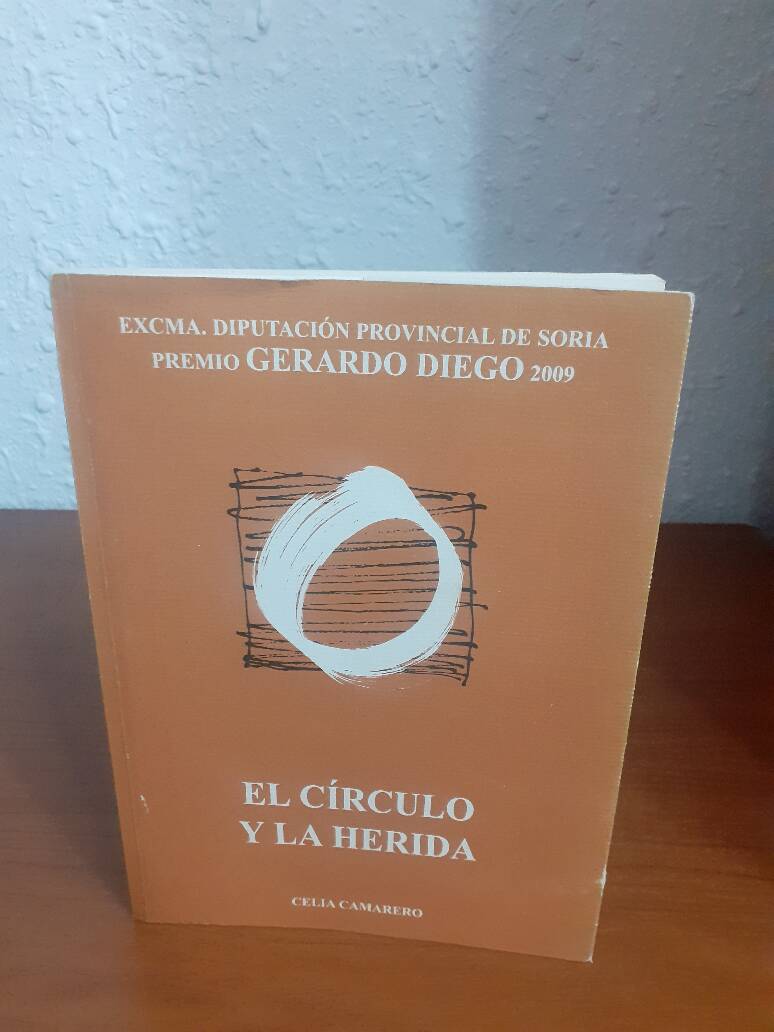 EXCMA. DIPUTACIÓN PROVINCIAL DE SORIA
PREMIO GERARDO DIEGO 2009
EL CÍRCULO
Y LA HERIDA
CELIA CAMARERO